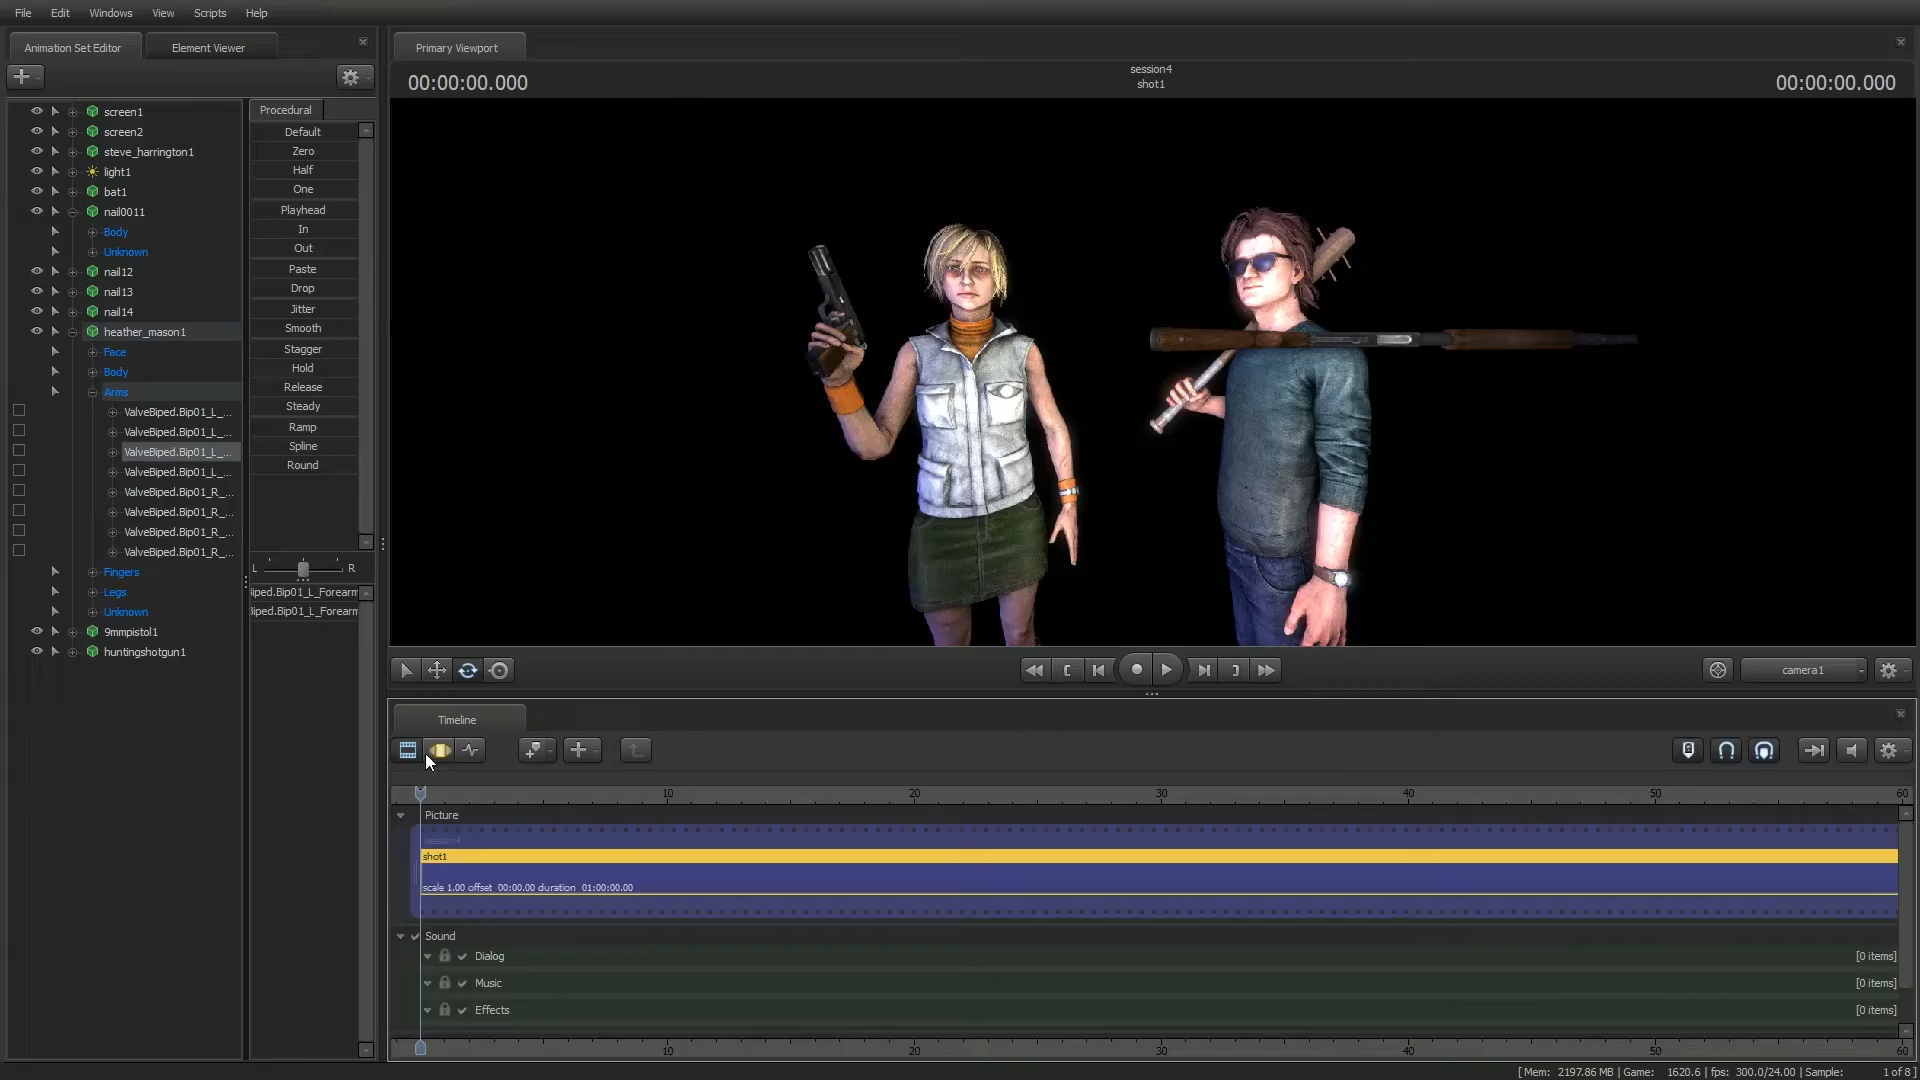 File Edit Windows View Scripts Help
Animation Set Editor
Element Viewer
Primary Viewport
00:00:00.000
session4
shot1
00:00:00.000
screen1
screen2
steve_harrington1
light1
bat1
nail0011
Body
Unknown
nail12
nail13
nail14
heather_mason1
Face
Body
Arms
ValveBiped.Bip01_L_...
ValveBiped.Bip01_L_...
ValveBiped.Bip01_L_...
ValveBiped.Bip01_L_...
ValveBiped.Bip01_R_...
ValveBiped.Bip01_R_...
ValveBiped.Bip01_R_...
ValveBiped.Bip01_R_...
Fingers
Legs
Unknown
9mmpistol1
huntingshotgun1
Procedural
Default
Zero
Half
One
Playhead
In
Out
Paste
Drop
Jitter
Smooth
Stagger
Hold
Release
Steady
Ramp
Spline
Round
L R
iped.Bip01_L_Forearm
iped.Bip01_L_Forearm
camera1
Timeline
10 20 30 40 50 60
Picture
session4
shot1
scale 1.00 offset 00:00.00 duration 01:00:00.00
Sound
Dialog [0 items]
Music [0 items]
Effects [0 items]
10 20 30 40 50 60
[ Mem: 2197.86 MB | Game: 1620.6 | fps: 300.0/24.00 | Sample: 1 of 8 ]